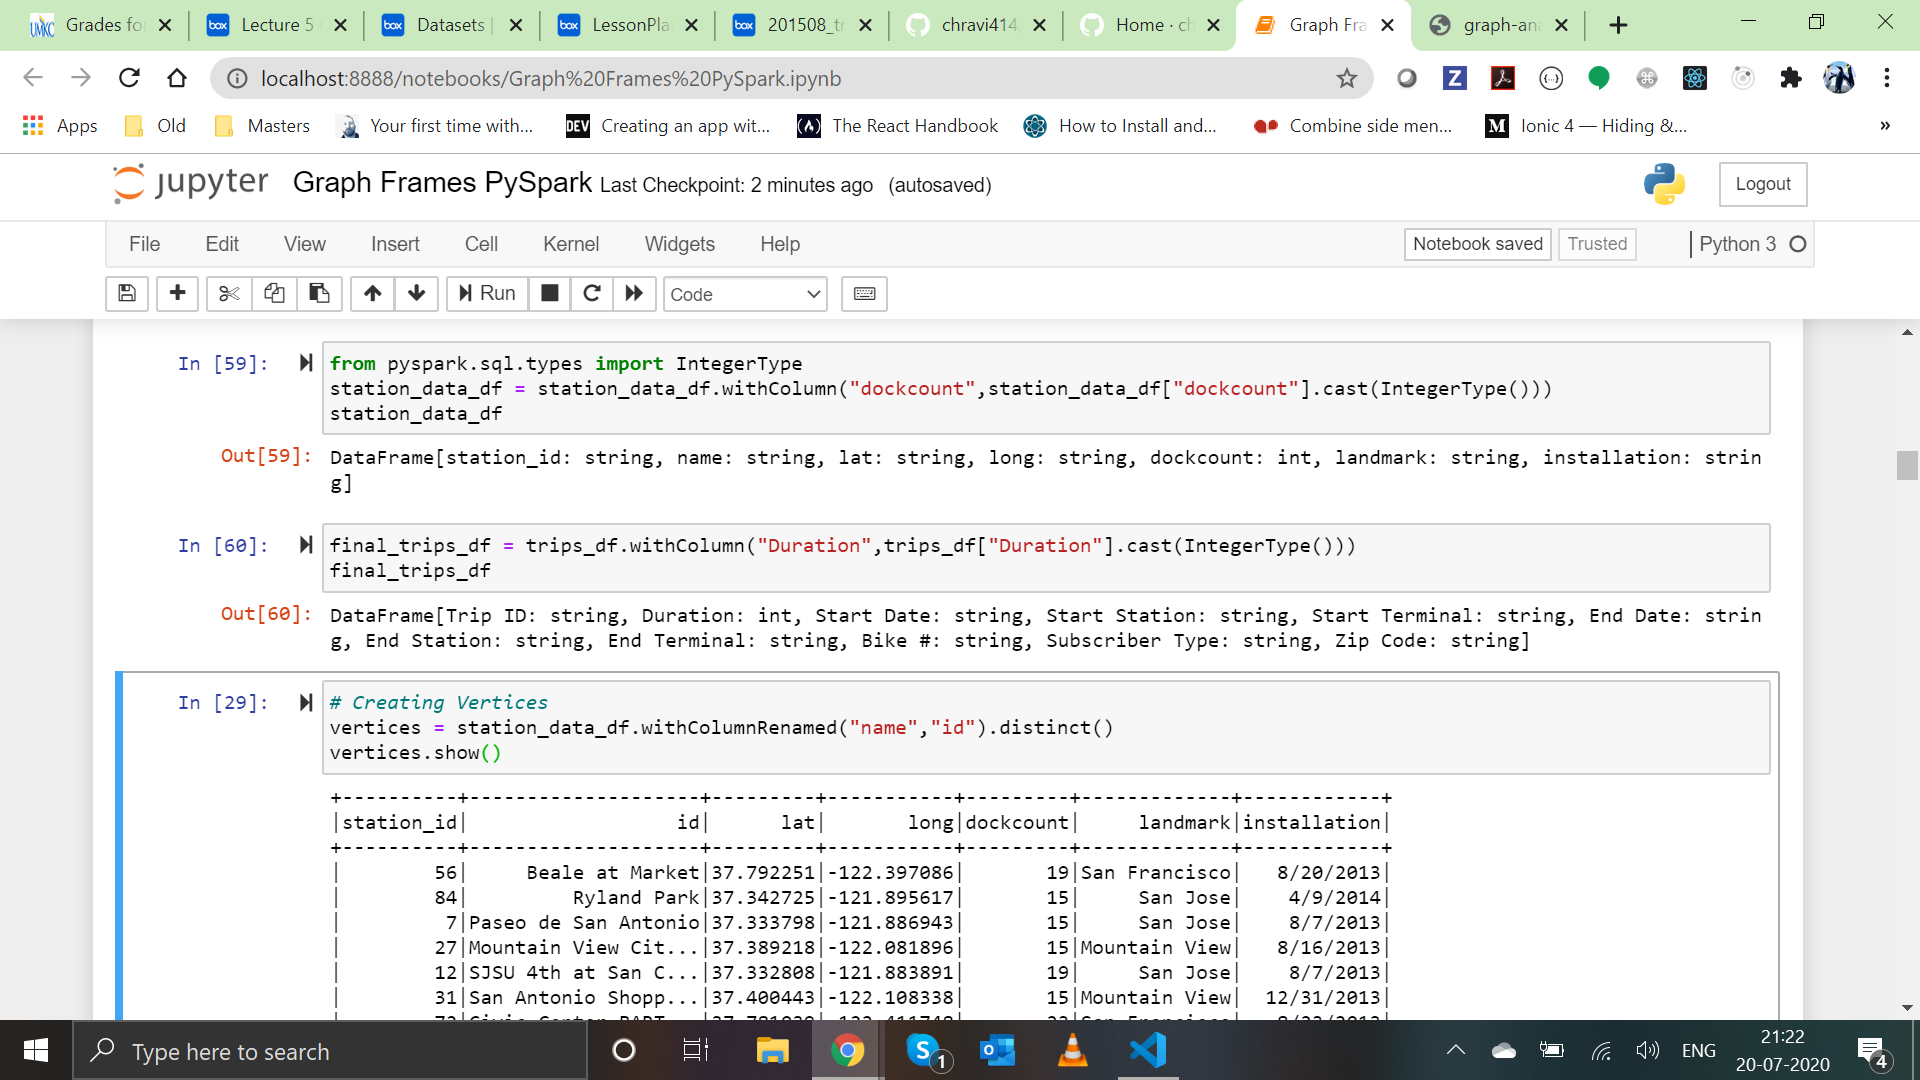 Grades fo
Lecture 5
Datasets |
LessonPla
201508_tr
chravi414
Home · ch
Graph Fra
graph-ana
localhost:8888/notebooks/Graph%20Frames%20PySpark.ipynb
Apps
Old
Masters
Your first time with...
DEV
Creating an app wit...
The React Handbook
How to Install and...
Combine side men...
Ionic 4 — Hiding &...
»
jupyter Graph Frames PySpark Last Checkpoint: 2 minutes ago (autosaved)
Logout
File Edit View Insert Cell Kernel Widgets Help
Notebook saved Trusted Python 3
Run
Code
In [59]:
from pyspark.sql.types import IntegerType
station_data_df = station_data_df.withColumn("dockcount",station_data_df["dockcount"].cast(IntegerType()))
station_data_df
Out[59]: DataFrame[station_id: string, name: string, lat: string, long: string, dockcount: int, landmark: string, installation: strin
g]
In [60]:
final_trips_df = trips_df.withColumn("Duration",trips_df["Duration"].cast(IntegerType()))
final_trips_df
Out[60]: DataFrame[Trip ID: string, Duration: int, Start Date: string, Start Station: string, Start Terminal: string, End Date: strin
g, End Station: string, End Terminal: string, Bike #: string, Subscriber Type: string, Zip Code: string]
In [29]:
# Creating Vertices
vertices = station_data_df.withColumnRenamed("name","id").distinct()
vertices.show()
+----------+--------------------+---------+-----------+---------+-------------+------------+
|station_id|                  id|      lat|       long|dockcount|     landmark|installation|
+----------+--------------------+---------+-----------+---------+-------------+------------+
|        56|     Beale at Market|37.792251|-122.397086|       19|San Francisco|   8/20/2013|
|        84|         Ryland Park|37.342725|-121.895617|       15|     San Jose|    4/9/2014|
|         7|Paseo de San Antonio|37.333798|-121.886943|       15|     San Jose|    8/7/2013|
|        27|Mountain View Cit...|37.389218|-122.081896|       15|Mountain View|   8/16/2013|
|        12|SJSU 4th at San C...|37.332808|-121.883891|       19|     San Jose|    8/7/2013|
|        31|San Antonio Shopp...|37.400443|-122.108338|       15|Mountain View|  12/31/2013|
Type here to search
1
ENG
21:22
20-07-2020
4